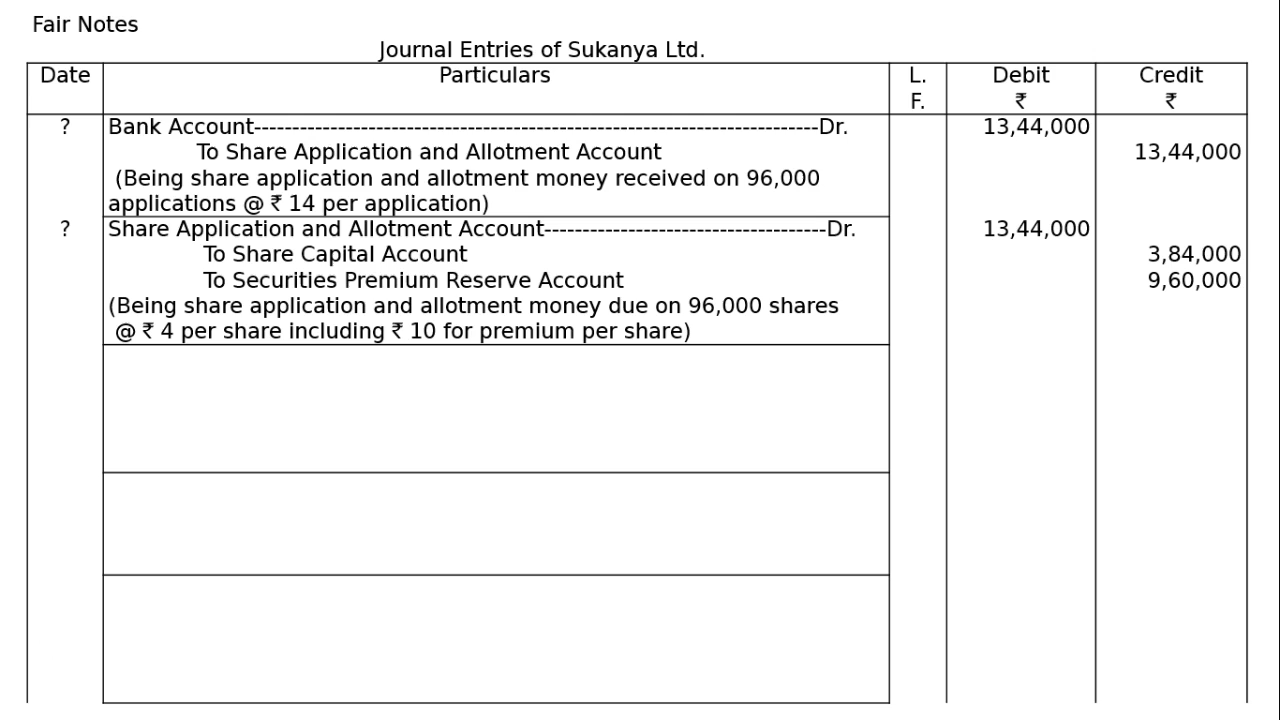 Fair Notes
Journal Entries of Sukanya Ltd.
Date Particulars L. Debit Credit
F. ₹ ₹
? Bank Account--------------------------------------------------------------------------Dr. 13,44,000
To Share Application and Allotment Account 13,44,000
(Being share application and allotment money received on 96,000
applications @ ₹ 14 per application)
? Share Application and Allotment Account-------------------------------------Dr. 13,44,000
To Share Capital Account 3,84,000
To Securities Premium Reserve Account 9,60,000
(Being share application and allotment money due on 96,000 shares
@ ₹ 4 per share including ₹ 10 for premium per share)